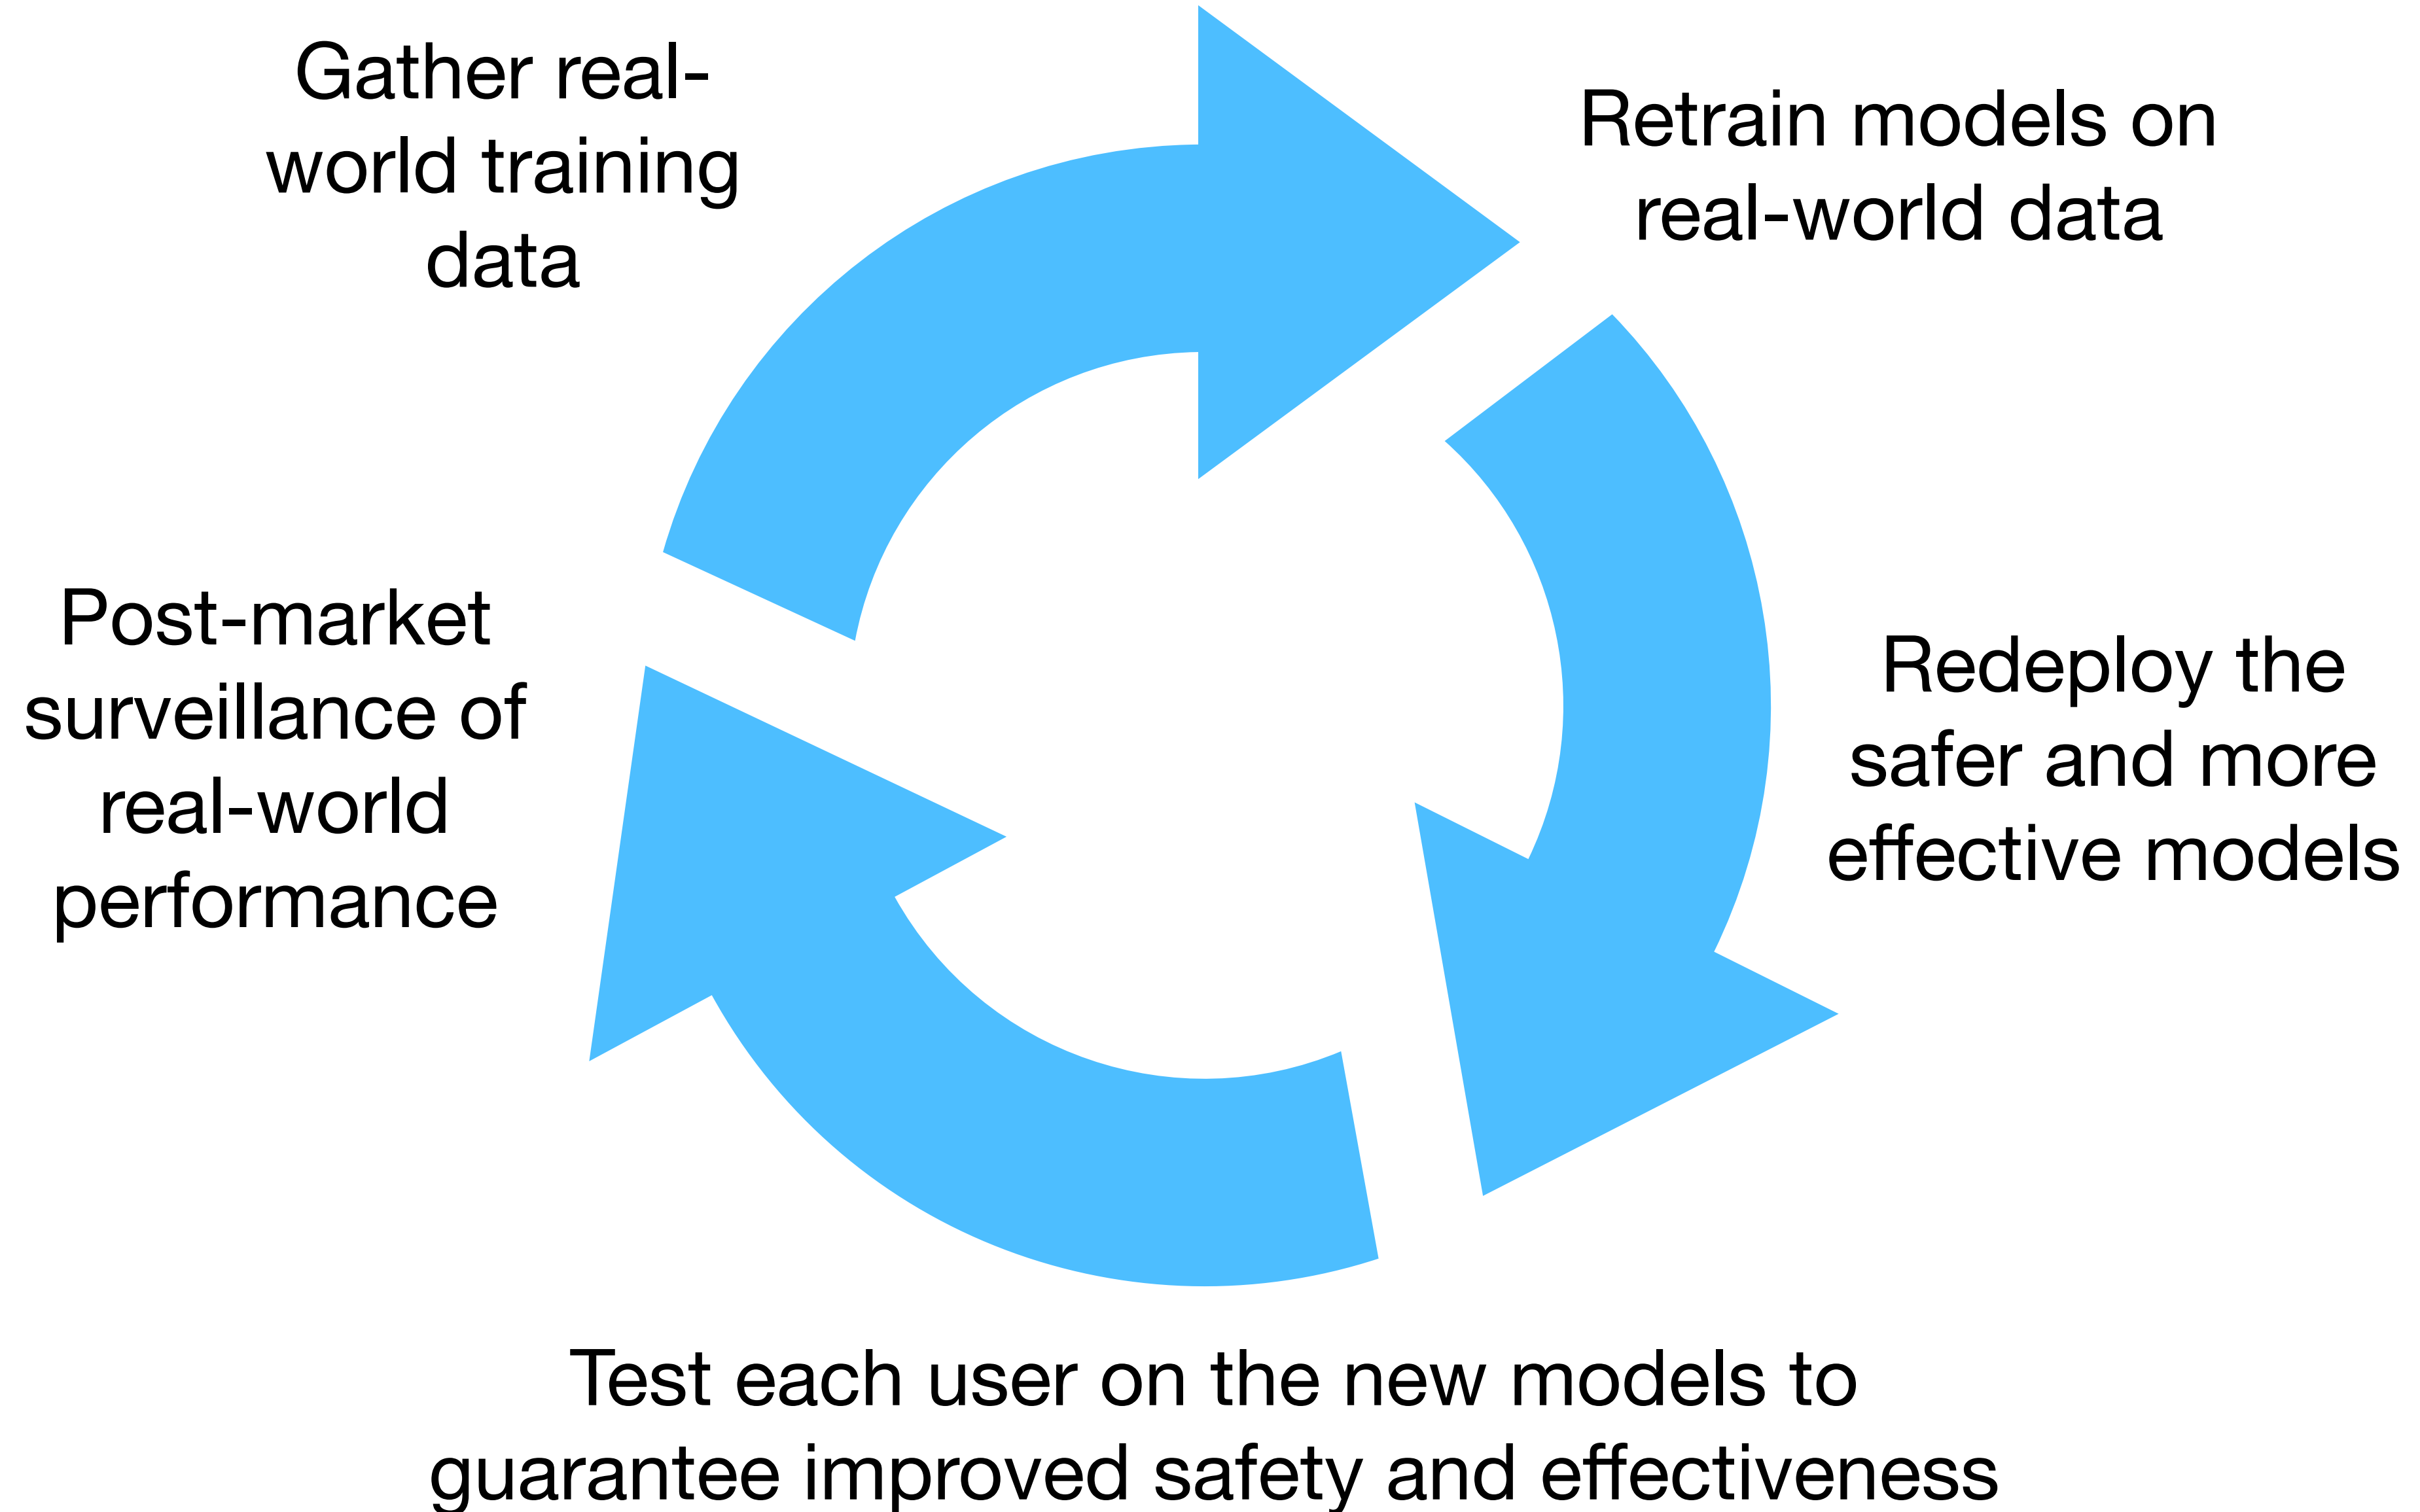 Gather real-
world training
data
Retrain models on
real-world data
Redeploy the
safer and more
effective models
Test each user on the new models to
guarantee improved safety and effectiveness
Post-market
surveillance of
real-world
performance